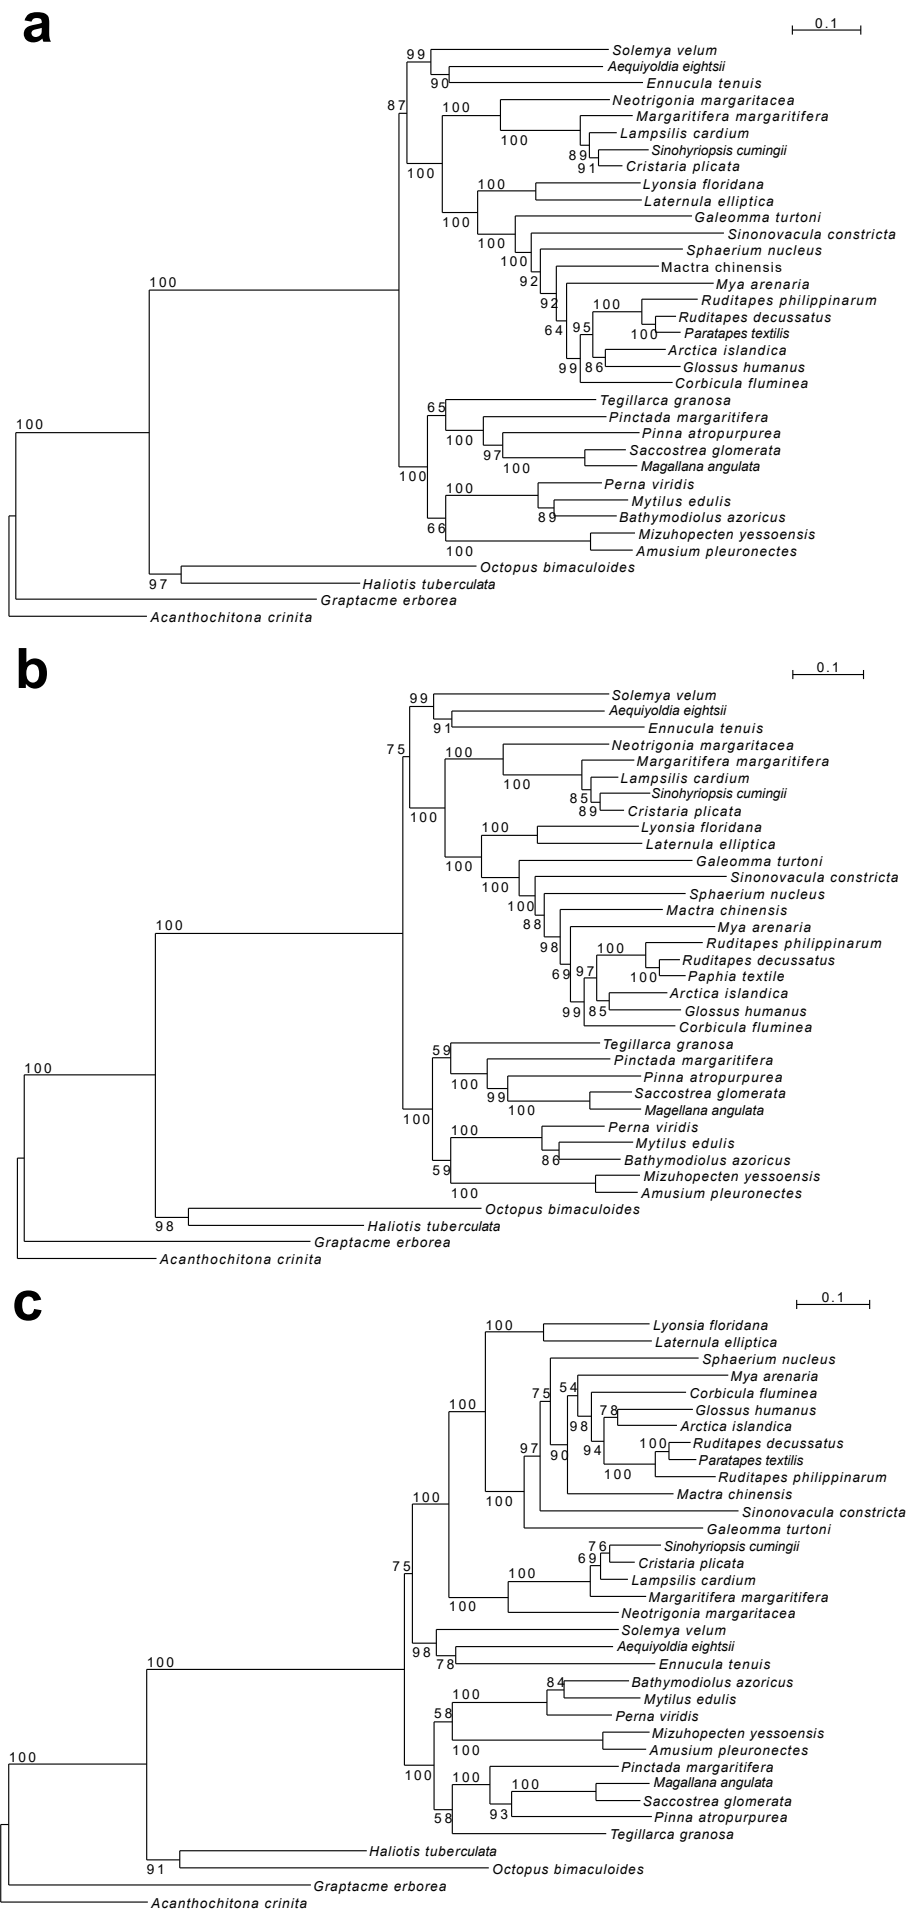 a
0.1
99
Solemya velum
Aequiyoldia eightsii
90
Ennucula tenuis
87
100
Neotrigonia margaritacea
Margaritifera margaritifera
100
Lampsilis cardium
89
Sinohyriopsis cumingii
91
Cristaria plicata
100
100
Lyonsia floridana
Laternula elliptica
100
Galeomma turtoni
100
Sinonovacula constricta
100
Sphaerium nucleus
92
Mactra chinensis
100
Mya arenaria
92
100
Ruditapes philippinarum
64
95
Ruditapes decussatus
100
Paratapes textilis
Arctica islandica
99
86
Glossus humanus
Corbicula fluminea
65
Tegillarca granosa
Pinctada margaritifera
100
100
Pinna atropurpurea
97
Saccostrea glomerata
100
Magallana angulata
100
100
Perna viridis
Mytilus edulis
89
Bathymodiolus azoricus
66
Mizuhopecten yessoensis
100
Amusium pleuronectes
Octopus bimaculoides
97
Haliotis tuberculata
Graptacme erborea
Acanthochitona crinita
b
0.1
99
Solemya velum
Aequiyoldia eightsii
91
Ennucula tenuis
75
100
Neotrigonia margaritacea
Margaritifera margaritifera
100
Lampsilis cardium
85
Sinohyriopsis cumingii
89
Cristaria plicata
100
100
Lyonsia floridana
Laternula elliptica
100
Galeomma turtoni
100
Sinonovacula constricta
100
Sphaerium nucleus
88
Mactra chinensis
100
Mya arenaria
98
100
Ruditapes philippinarum
69
97
Ruditapes decussatus
100
Paphia textile
Arctica islandica
99
85
Glossus humanus
Corbicula fluminea
59
Tegillarca granosa
Pinctada margaritifera
100
100
Pinna atropurpurea
99
Saccostrea glomerata
100
Magellana angulata
100
100
Perna viridis
Mytilus edulis
86
Bathymodiolus azoricus
59
Mizuhopecten yessoensis
100
Amusium pleuronectes
Octopus bimaculoides
98
Haliotis tuberculata
Graptacme erborea
Acanthochitona crinita
c
0.1
100
Lyonsia floridana
Laternula elliptica
Sphaerium nucleus
Mya arenaria
75
54
Corbicula fluminea
100
78
Glossus humanus
98
Arctica islandica
97
90
94
100
Ruditapes decussatus
Paratapes textilis
100
Ruditapes philippinarum
100
100
Mactra chinensis
Sinonovacula constricta
Galeomma turtoni
76
Sinohyriopsis cumingii
69
Cristaria plicata
75
100
Lampsilis cardium
Margaritifera margaritifera
100
Neotrigonia margaritacea
Solemya velum
98
Aequiyoldia eightsii
78
Ennucula tenuis
100
84
Bathymodiolus azoricus
100
Mytilus edulis
58
Perna viridis
Mizuhopecten yessoensis
100
Amusium pleuronectes
100
Pinctada margaritifera
100
100
100
Magallana angulata
Saccostrea glomerata
58
93
Pinna atropurpurea
Tegillarca granosa
Haliotis tuberculata
91
Octopus bimaculoides
Graptacme erborea
Acanthochitona crinita